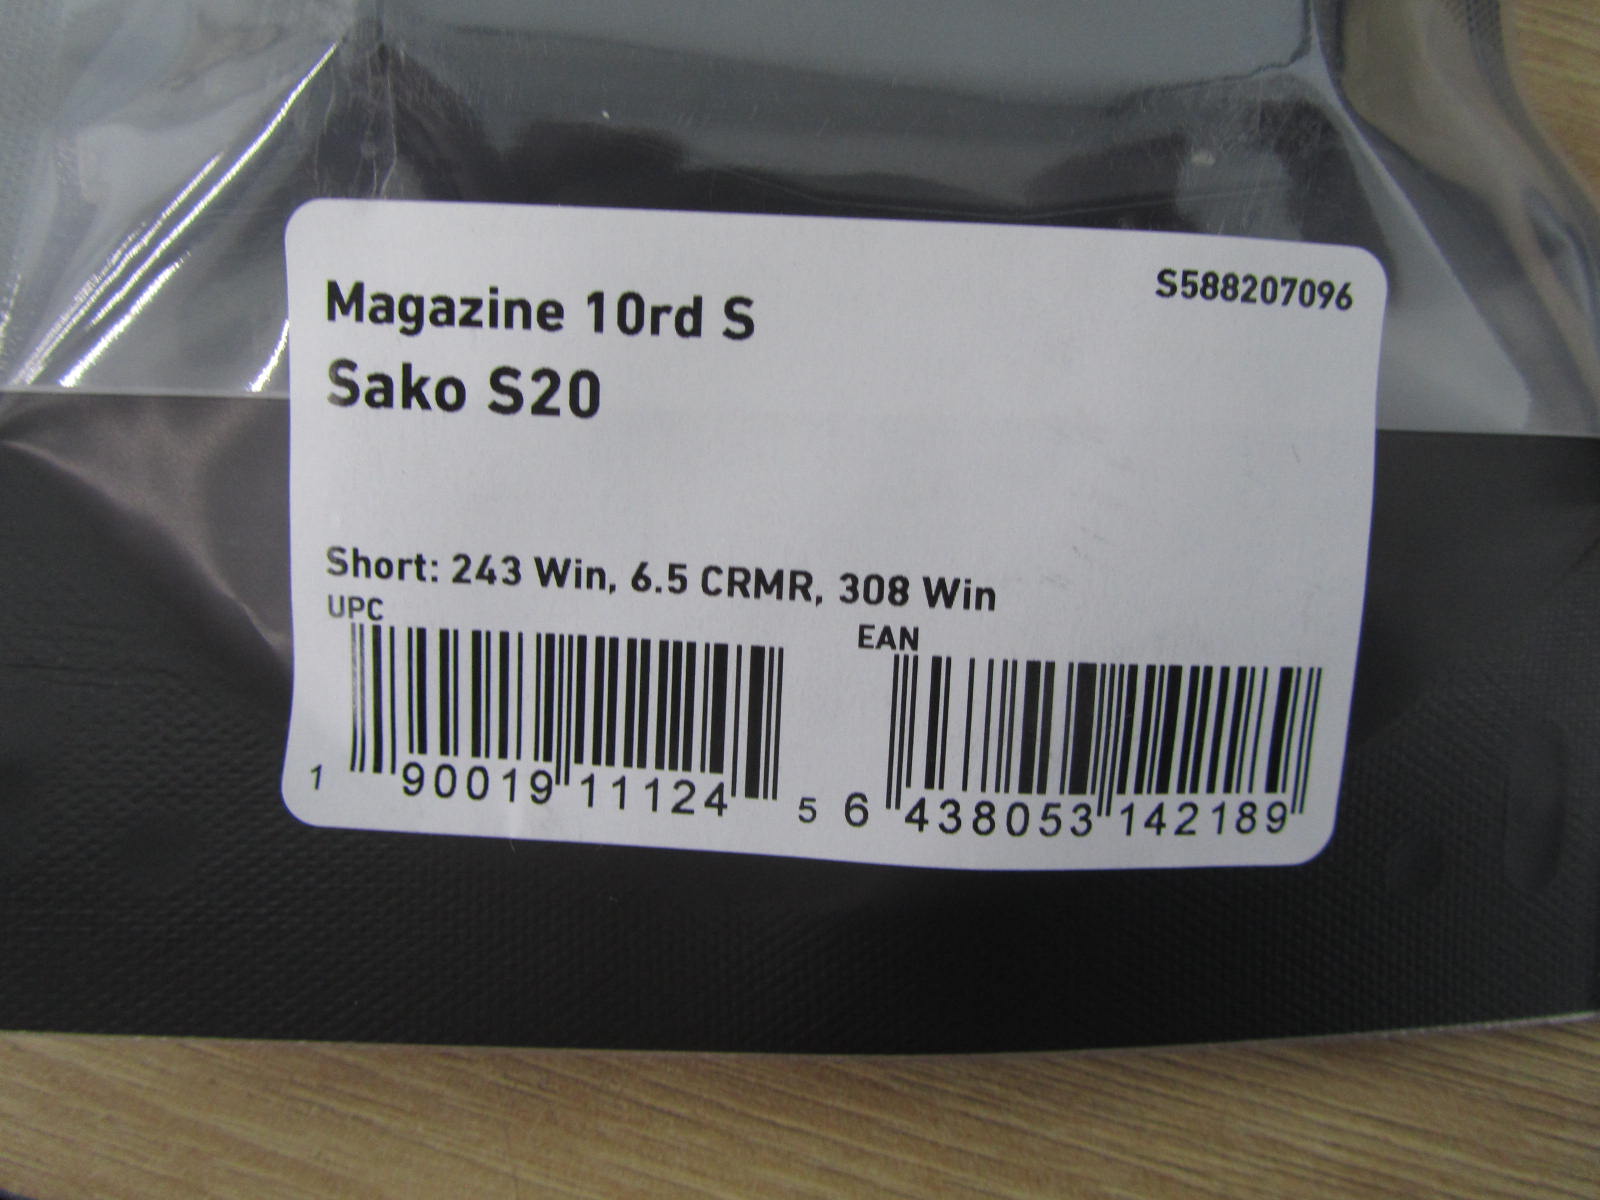 Magazine 10rd S
S588207096
Sako S20
Short: 243 Win, 6.5 CRMR, 308 Win
UPC
EAN
1 90019 11124 5
6 438053 142189